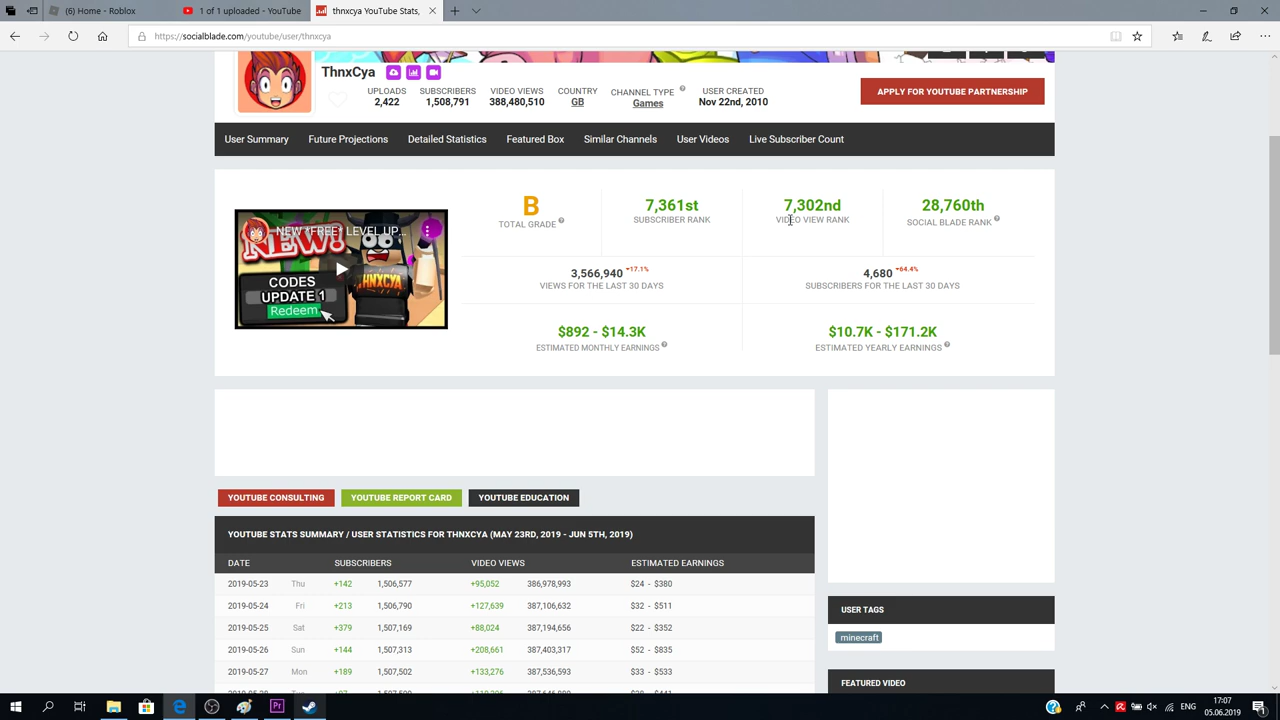 (6) Home - Roblox
1 of 1 uploaded - YouTube
thnxcya YouTube Stats,
https://socialblade.com/youtube/user/thnxcya
ThnxCya
UPLOADS
2,422
SUBSCRIBERS
1,508,791
VIDEO VIEWS
388,480,510
COUNTRY
GB
CHANNEL TYPE
Games
USER CREATED
Nov 22nd, 2010
APPLY FOR YOUTUBE PARTNERSHIP
User Summary Future Projections Detailed Statistics Featured Box Similar Channels User Videos Live Subscriber Count
NEW *FREE* LEVEL UP...
NEW!
THNXCYA
CODES
UPDATE 1
Redeem
B
TOTAL GRADE
7,361st
SUBSCRIBER RANK
7,302nd
VIDEO VIEW RANK
28,760th
SOCIAL BLADE RANK
3,566,940 -17.1%
VIEWS FOR THE LAST 30 DAYS
4,680 -64.4%
SUBSCRIBERS FOR THE LAST 30 DAYS
$892 - $14.3K
ESTIMATED MONTHLY EARNINGS
$10.7K - $171.2K
ESTIMATED YEARLY EARNINGS
YOUTUBE CONSULTING YOUTUBE REPORT CARD YOUTUBE EDUCATION
YOUTUBE STATS SUMMARY / USER STATISTICS FOR THNXCYA (MAY 23RD, 2019 - JUN 5TH, 2019)
DATE SUBSCRIBERS VIDEO VIEWS ESTIMATED EARNINGS
2019-05-23 Thu +142 1,506,577 +95,052 386,978,993 $24 - $380
2019-05-24 Fri +213 1,506,790 +127,639 387,106,632 $32 - $511
2019-05-25 Sat +379 1,507,169 +88,024 387,194,656 $22 - $352
2019-05-26 Sun +144 1,507,313 +208,661 387,403,317 $52 - $835
2019-05-27 Mon +189 1,507,502 +133,276 387,536,593 $33 - $533
USER TAGS
minecraft
FEATURED VIDEO
ENG
17:07
05.06.2019